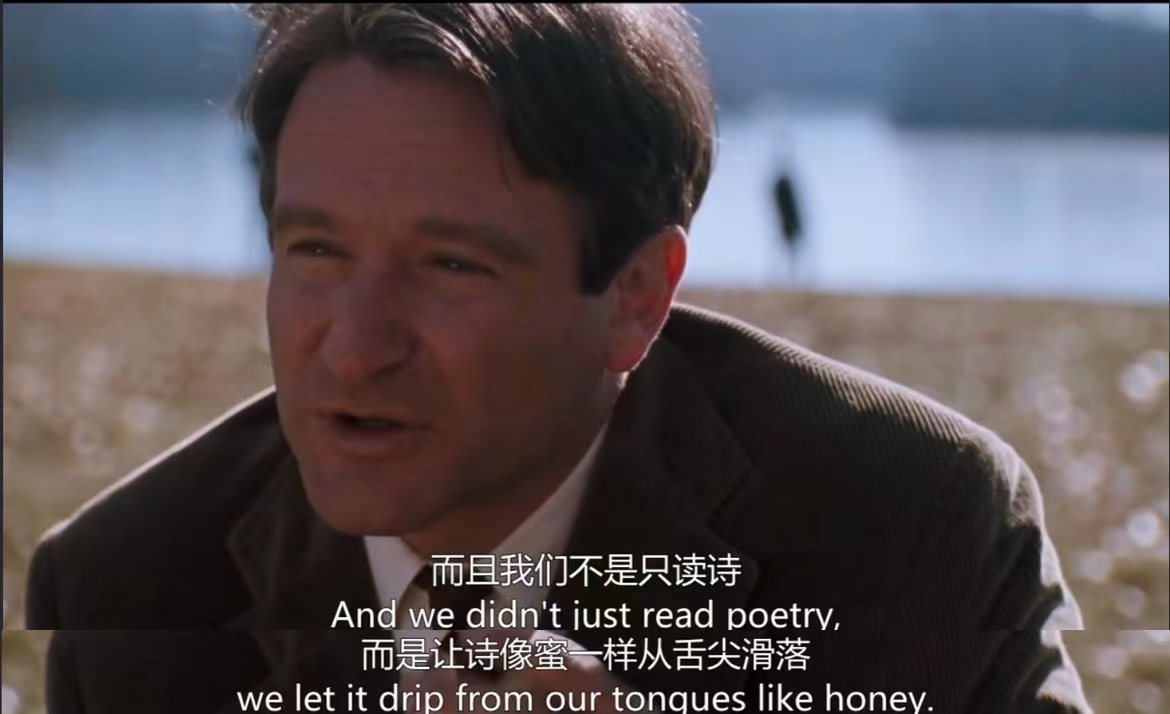 而且我们不是只读诗
And we didn't just read poetry,
而是让诗像蜜一样从舌尖滑落
we let it drip from our tongues like honey.